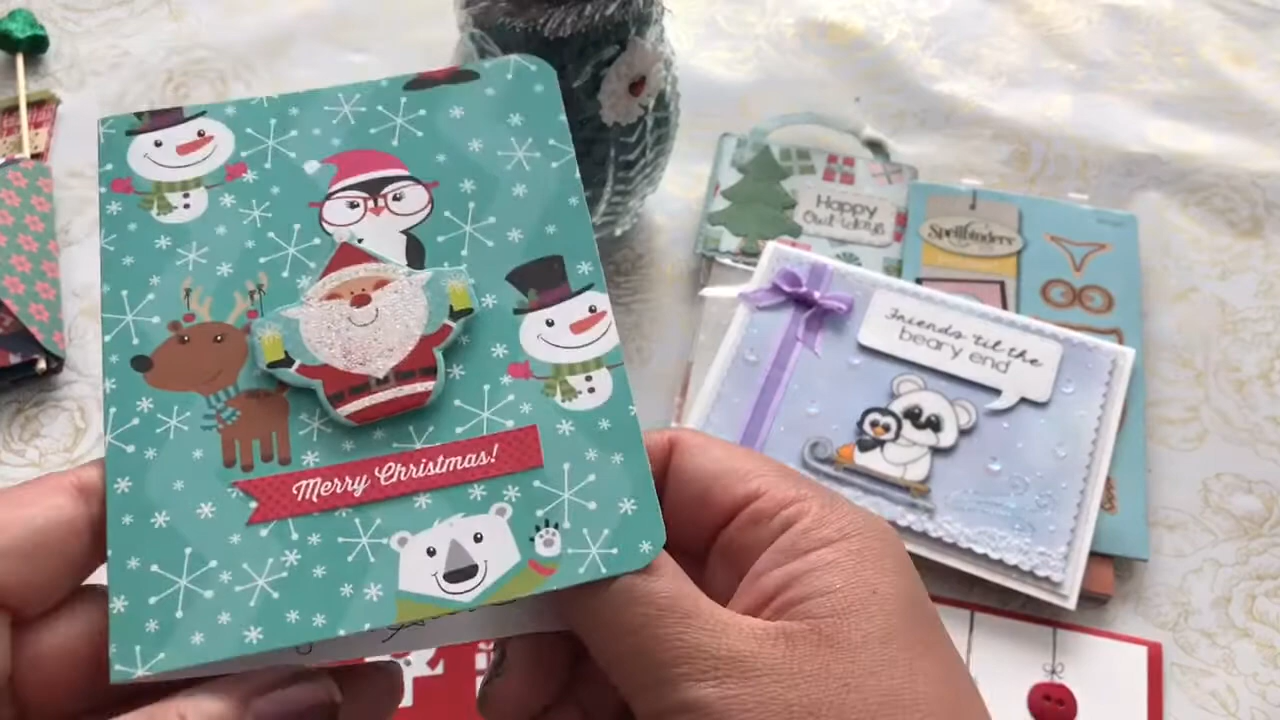 Merry Christmas!
Happy
Owl'idays
Spellbinders
Friends 'til the
beary end